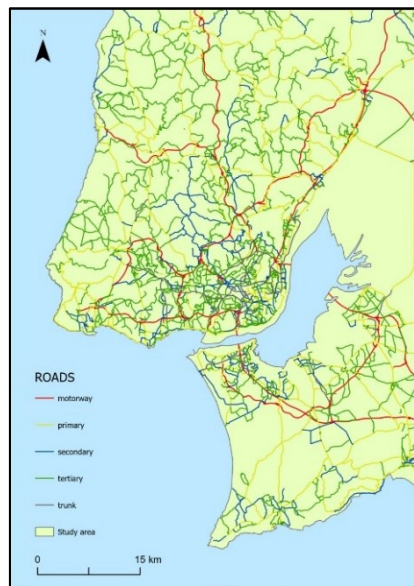 N
ROADS
motorway
primary
secondary
tertiary
trunk
Study area
0 15 km